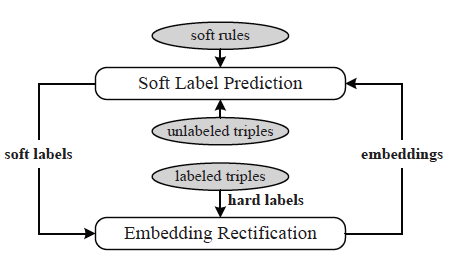 soft rules
Soft Label Prediction
unlabeled triples
soft labels
embeddings
labeled triples
hard labels
Embedding Rectification